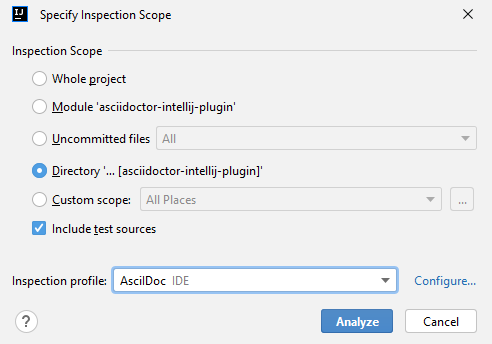 IJ Specify Inspection Scope
Inspection Scope
Whole project
Module 'asciidoctor-intellij-plugin'
Uncommitted files All
Directory '... [asciidoctor-intellij-plugin]'
Custom scope: All Places ...
Include test sources
Inspection profile: AsciiDoc IDE Configure...
? Analyze Cancel